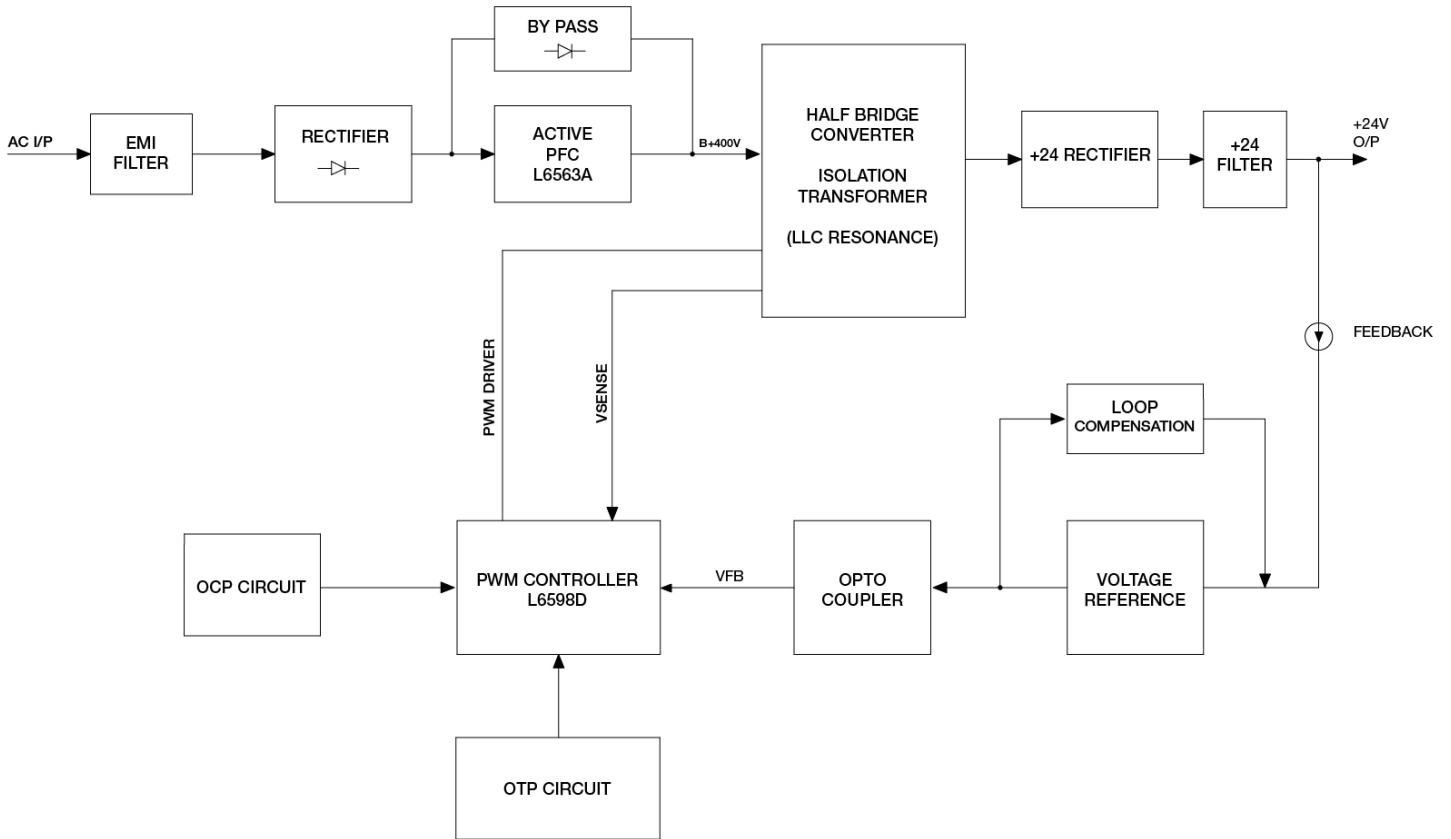 BY PASS
AC I/P
EMI
FILTER
RECTIFIER
ACTIVE
PFC
L6563A
B+400V
HALF BRIDGE
CONVERTER
ISOLATION
TRANSFORMER
(LLC RESONANCE)
+24 RECTIFIER
+24
FILTER
+24V
O/P
FEEDBACK
PWM DRIVER
VSENSE
LOOP
COMPENSATION
OCP CIRCUIT
PWM CONTROLLER
L6598D
VFB
OPTO
COUPLER
VOLTAGE
REFERENCE
OTP CIRCUIT